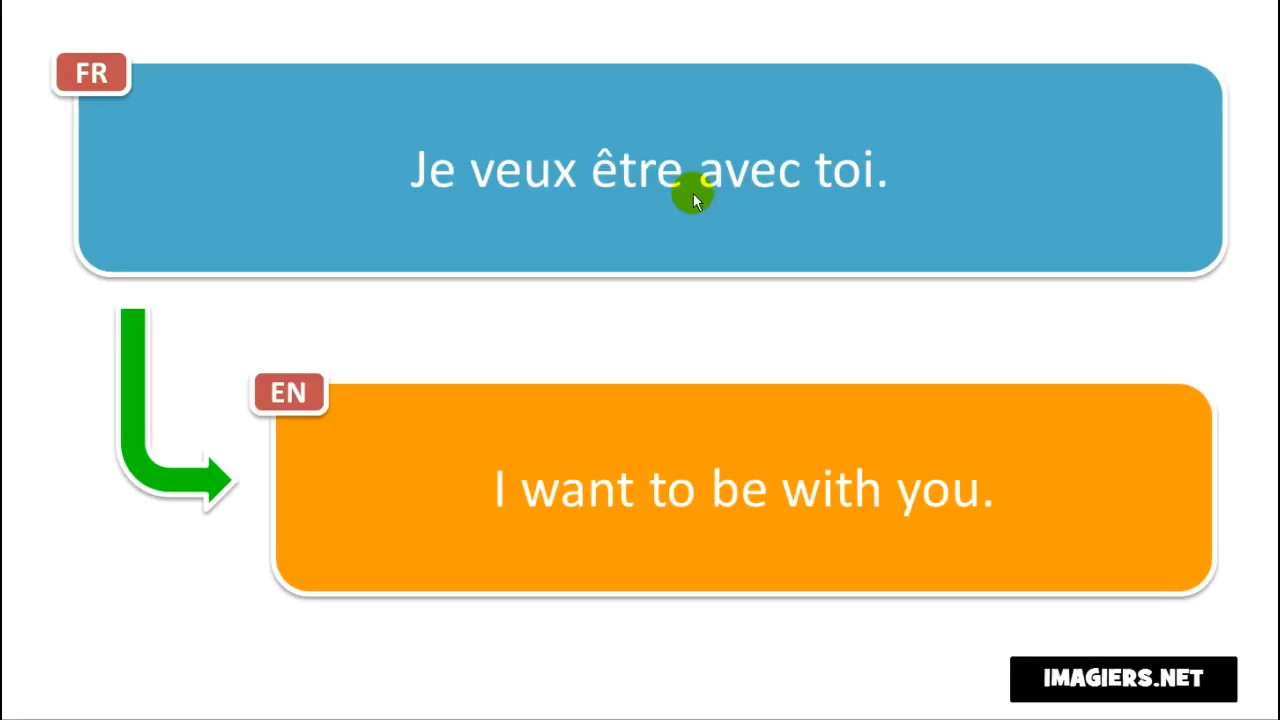 FR
Je veux être avec toi.
EN
I want to be with you.
IMAGIERS.NET